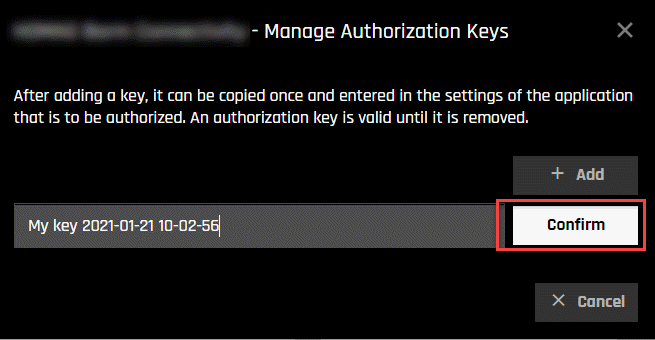 - Manage Authorization Keys
After adding a key, it can be copied once and entered in the settings of the application
that is to be authorized. An authorization key is valid until it is removed.
+ Add
My key 2021-01-21 10-02-56
Confirm
× Cancel